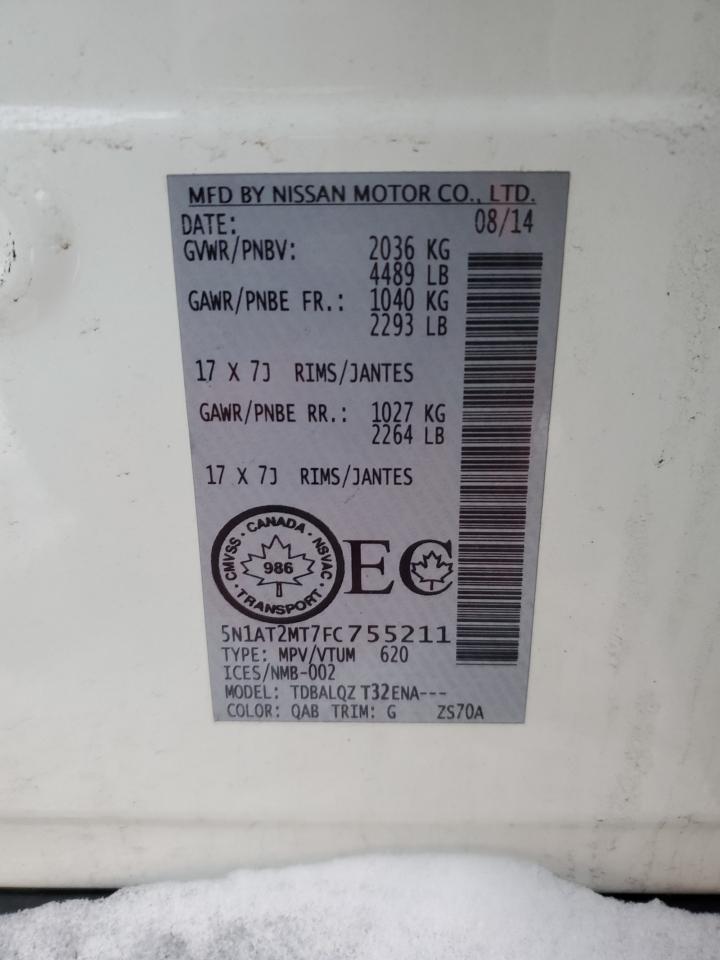 MFD BY NISSAN MOTOR CO., LTD.
DATE: 08/14
GVWR/PNBV: 2036 KG
4489 LB
GAWR/PNBE FR.: 1040 KG
2293 LB
17 X 7J RIMS/JANTES
GAWR/PNBE RR.: 1027 KG
2264 LB
17 X 7J RIMS/JANTES
CMVSS · CANADA · NSVAC · TRANSPORT ·
986
EC
5N1AT2MT7FC755211
TYPE: MPV/VTUM 620
ICES/NMB-002
MODEL: TDBALQZ T32ENA---
COLOR: QAB TRIM: G ZS70A